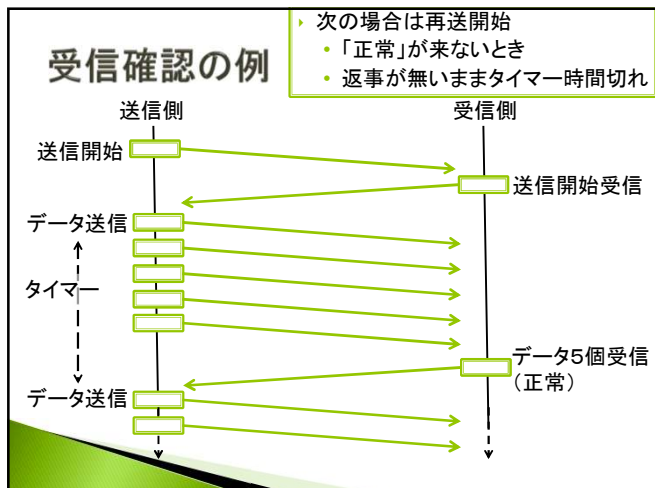 受信確認の例
次の場合は再送開始
「正常」が来ないとき
返事が無いままタイマー時間切れ
送信側
受信側
送信開始
送信開始受信
データ送信
タイマー
データ5個受信
(正常)
データ送信